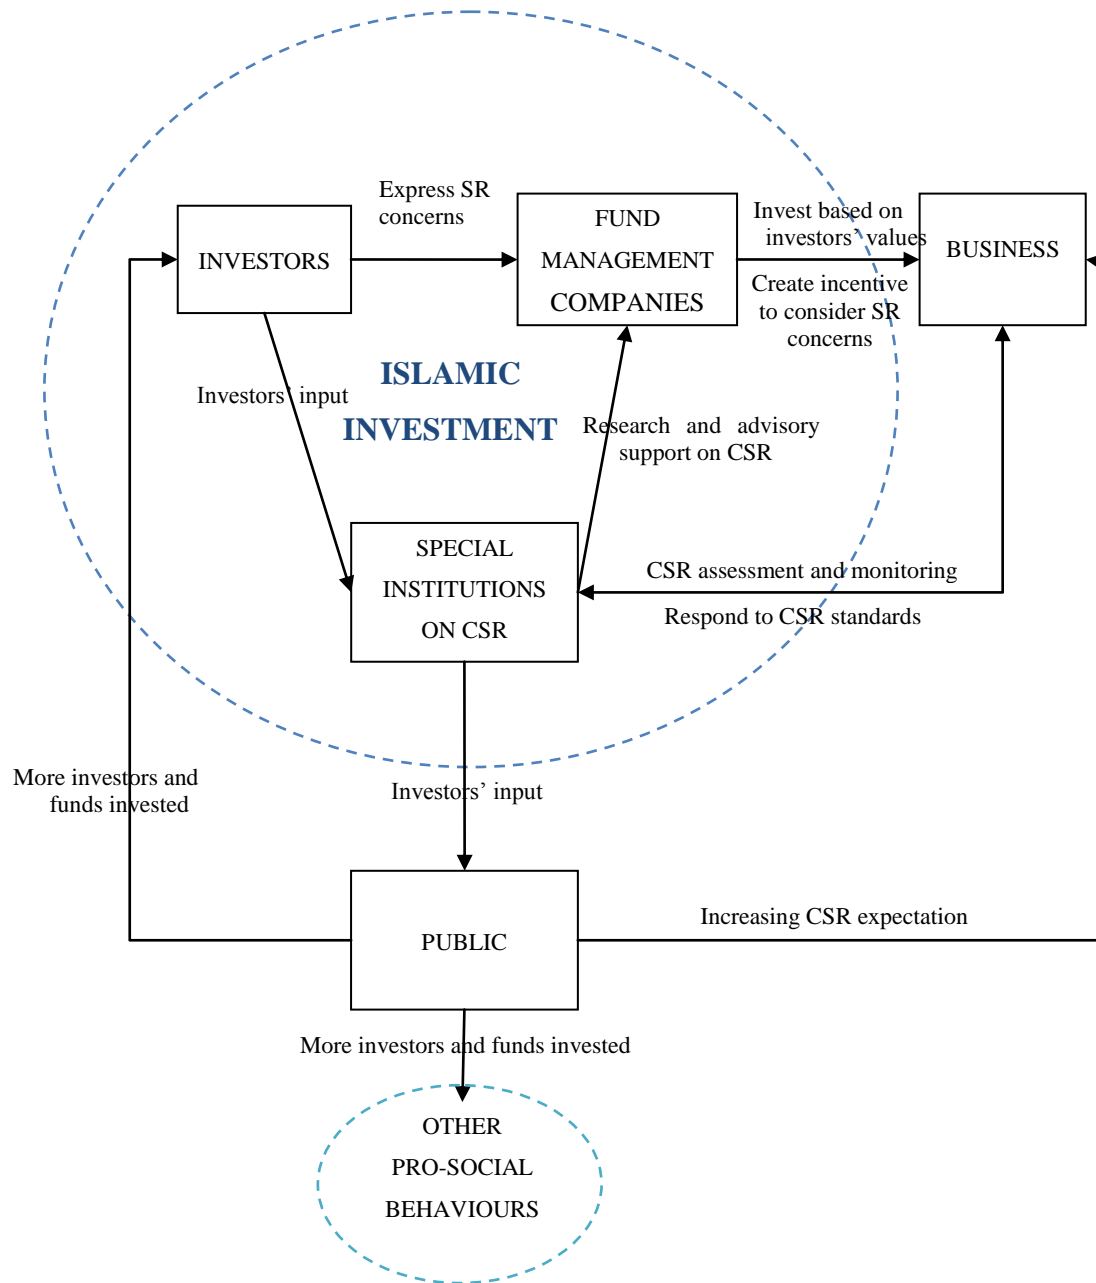 Express SR
concerns
INVESTORS
FUND
MANAGEMENT
COMPANIES
Invest based on
investors' values
Create incentive
to consider SR
concerns
BUSINESS
Investors' input
ISLAMIC
INVESTMENT
Research and advisory
support on CSR
SPECIAL
INSTITUTIONS
ON CSR
CSR assessment and monitoring
Respond to CSR standards
More investors and
funds invested
Investors' input
PUBLIC
Increasing CSR expectation
More investors and funds invested
OTHER
PRO-SOCIAL
BEHAVIOURS